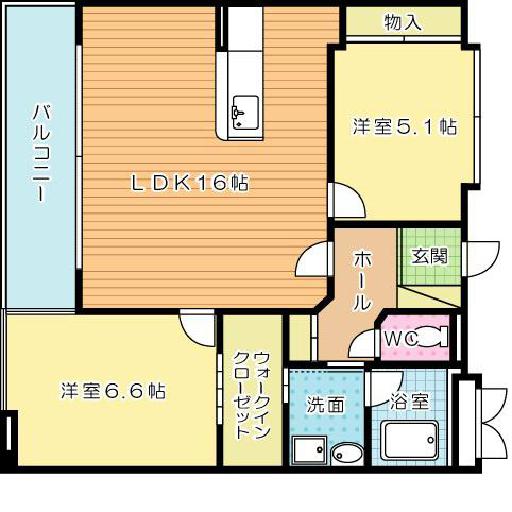 物入
バルコニー
洋室5.1帖
LDK16帖
玄関
ホール
WC
洋室6.6帖
ウォークイン
クローゼット
洗面
浴室